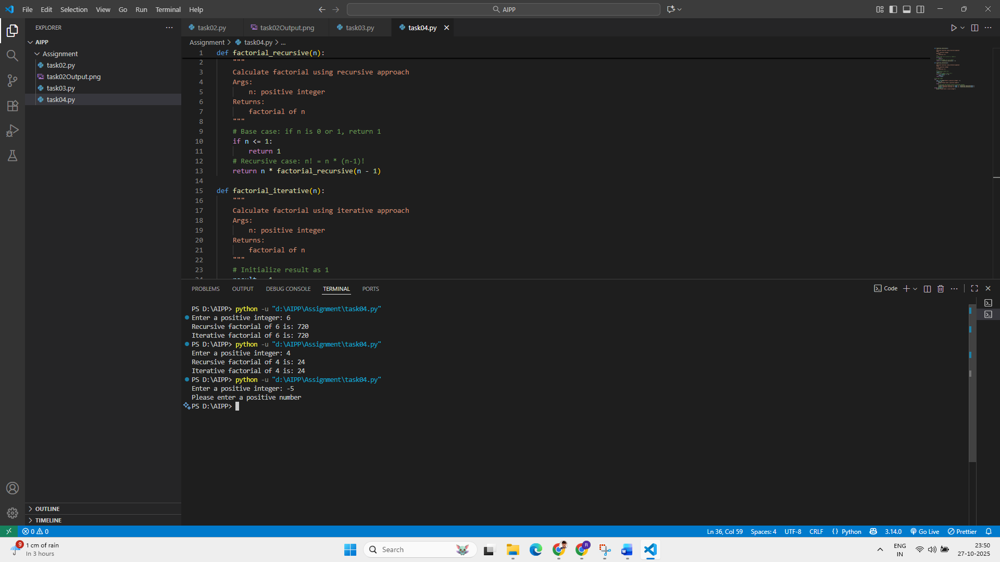 File Edit Selection View Go Run Terminal Help
AIPP
EXPLORER
task02.py
task02Output.png
task03.py
task04.py
AIPP
Assignment
task02.py
task02Output.png
task03.py
task04.py
OUTLINE
TIMELINE
Assignment > task04.py > ...
1 def factorial_recursive(n):
2 """
3 Calculate factorial using recursive approach
4 Args:
5 n: positive integer
6 Returns:
7 factorial of n
8 """
9 # Base case: if n is 0 or 1, return 1
10 if n <= 1:
11 return 1
12 # Recursive case: n! = n * (n-1)!
13 return n * factorial_recursive(n - 1)
14
15 def factorial_iterative(n):
16 """
17 Calculate factorial using iterative approach
18 Args:
19 n: positive integer
20 Returns:
21 factorial of n
22 """
23 # Initialize result as 1
24 result = 1
PROBLEMS OUTPUT DEBUG CONSOLE TERMINAL PORTS
Code
PS D:\AIPP> python -u "d:\AIPP\Assignment\task04.py"
Enter a positive integer: 6
Recursive factorial of 6 is: 720
Iterative factorial of 6 is: 720
PS D:\AIPP> python -u "d:\AIPP\Assignment\task04.py"
Enter a positive integer: 4
Recursive factorial of 4 is: 24
Iterative factorial of 4 is: 24
PS D:\AIPP> python -u "d:\AIPP\Assignment\task04.py"
Enter a positive integer: -5
Please enter a positive number
PS D:\AIPP>
0 0
Ln 36, Col 59 Spaces: 4 UTF-8 CRLF {} Python 3.14.0 Go Live Prettier
9
1 cm of rain
In 3 hours
Search
R
W
ENG
IN
23:50
27-10-2025